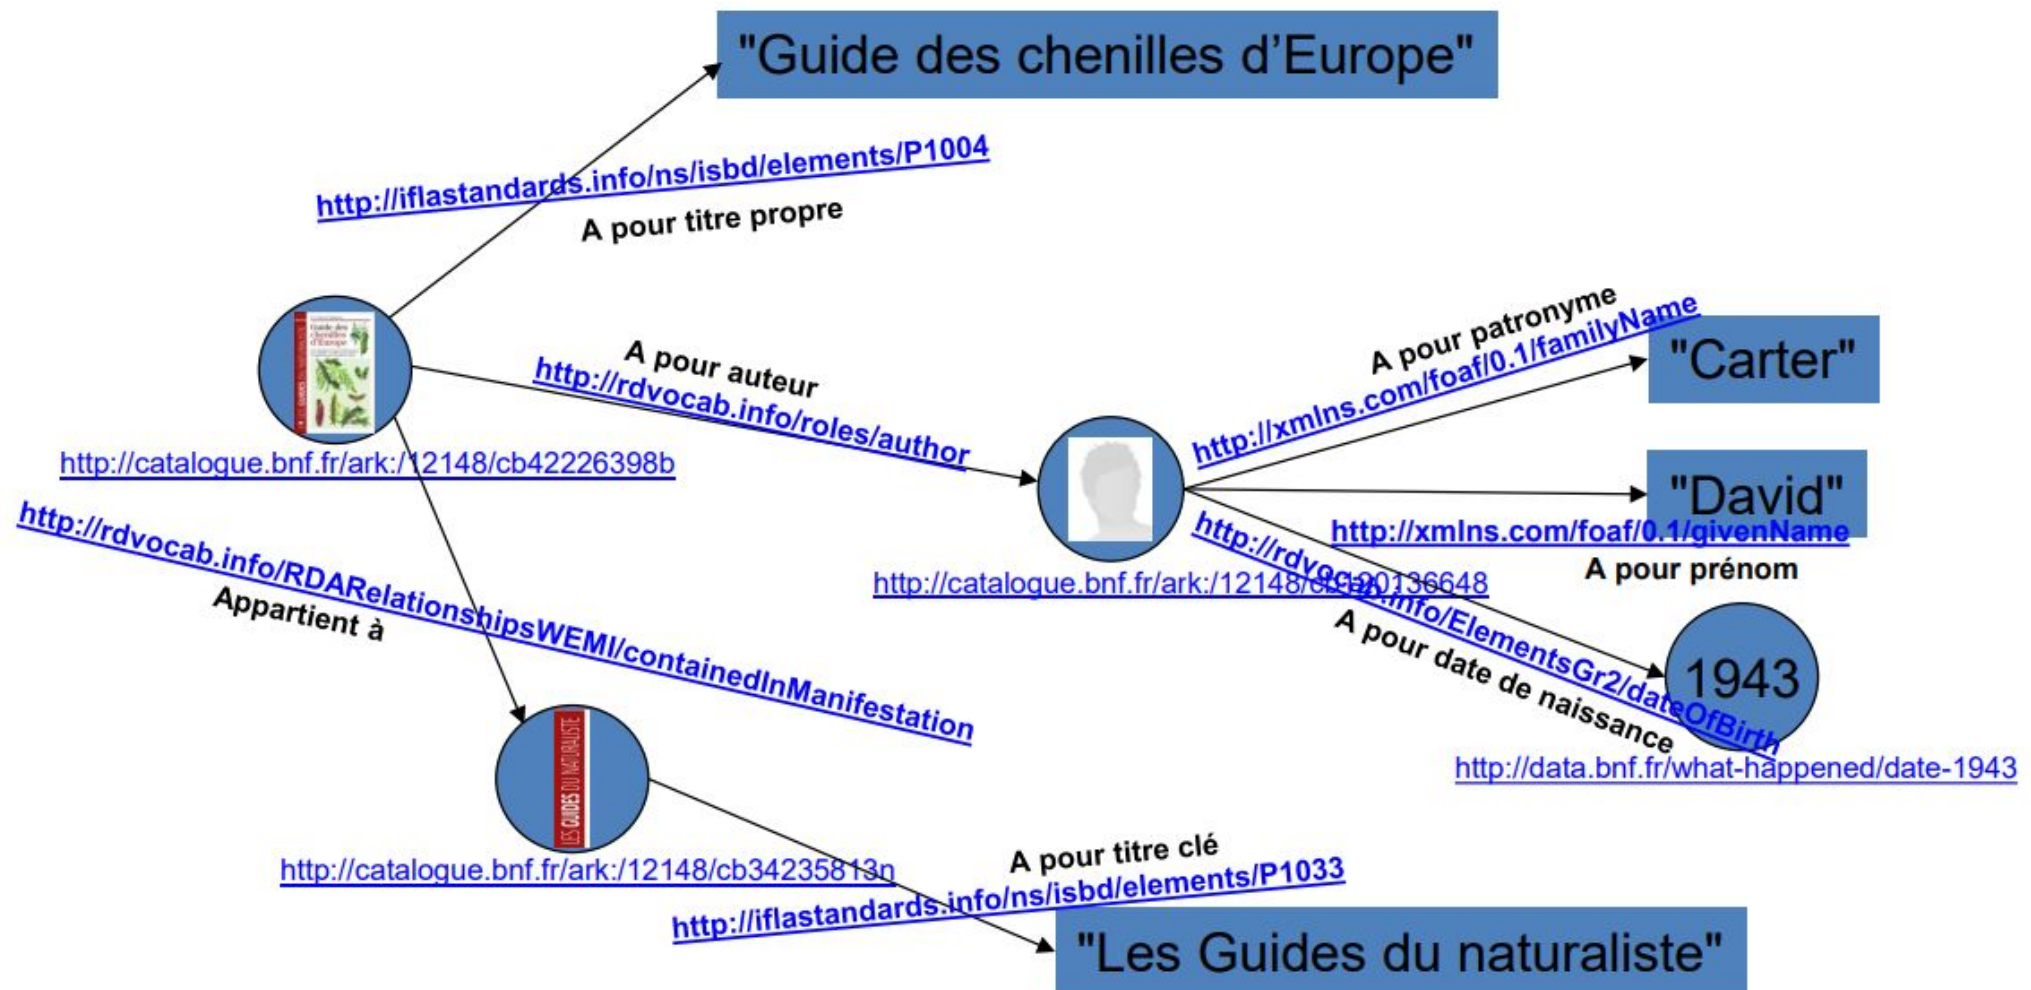 "Guide des chenilles d’Europe"
http://iflastandards.info/ns/isbd/elements/P1004
A pour titre propre
Guide des
chenilles
d'Europe
http://catalogue.bnf.fr/ark:/12148/cb42226398b
A pour auteur
http://rdvocab.info/roles/author
A pour patronyme
http://xmlns.com/foaf/0.1/familyName
"Carter"
"David"
http://xmlns.com/foaf/0.1/givenName
A pour prénom
http://catalogue.bnf.fr/ark:/12148/cb120136648
http://rdvocab.info/ElementsGr2/dateOfBirth
A pour date de naissance
1943
http://data.bnf.fr/what-happened/date-1943
http://rdvocab.info/RDARelationshipsWEMI/containedInManifestation
Appartient à
LES GUIDES DU NATURALISTE
http://catalogue.bnf.fr/ark:/12148/cb34235813n
A pour titre clé
http://iflastandards.info/ns/isbd/elements/P1033
"Les Guides du naturaliste"